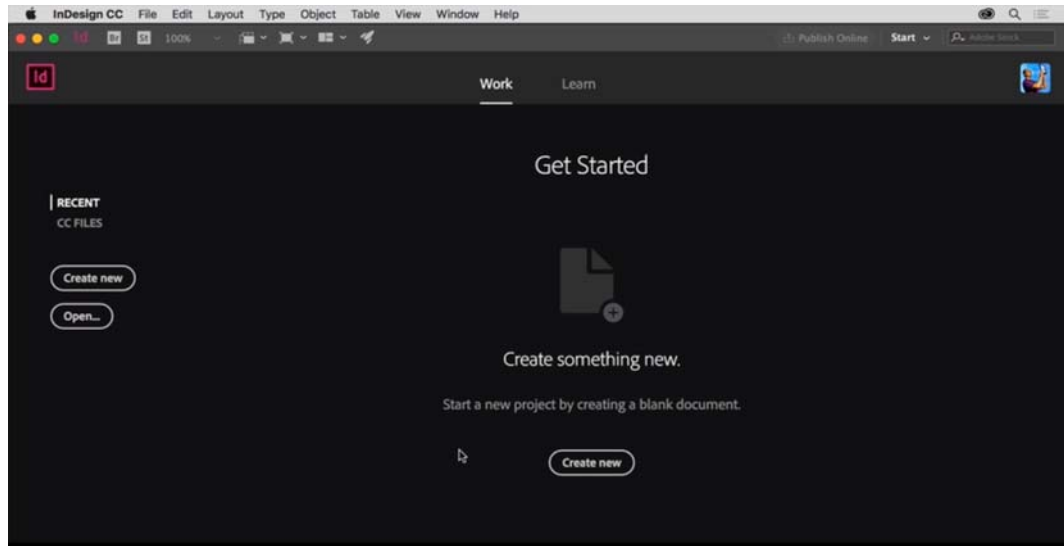 InDesign CC File Edit Layout Type Object Table View Window Help
Id Br St 100% Publish Online Start Adobe Stock
Id Work Learn
Get Started
RECENT
CC FILES
Create new
Open...
Create something new.
Start a new project by creating a blank document.
Create new